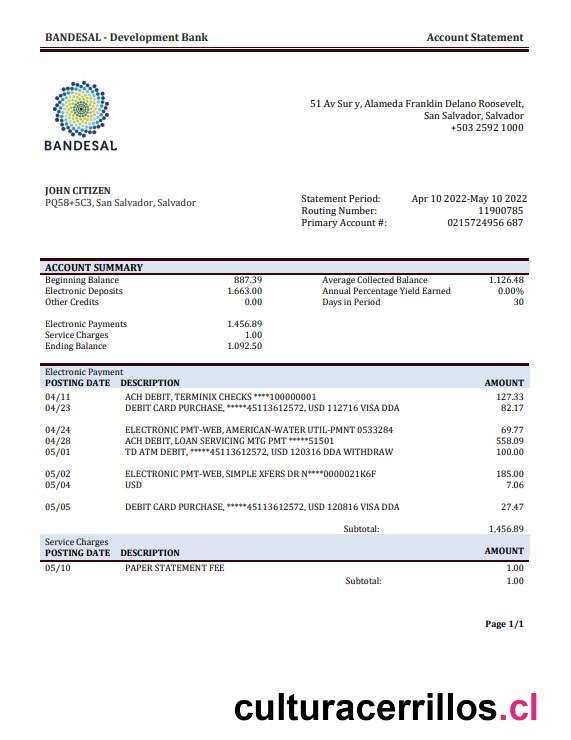 BANDESAL - Development Bank Account Statement
BANDESAL
51 Av Sur y, Alameda Franklin Delano Roosevelt,
San Salvador, Salvador
+503 2592 1000
JOHN CITIZEN
PQ58+5C3, San Salvador, Salvador
Statement Period: Apr 10 2022-May 10 2022
Routing Number: 11900785
Primary Account #: 0215724956 687
ACCOUNT SUMMARY
Beginning Balance 887.39 Average Collected Balance 1.126.48
Electronic Deposits 1.663.00 Annual Percentage Yield Earned 0.00%
Other Credits 0.00 Days in Period 30
Electronic Payments 1.456.89
Service Charges 1.00
Ending Balance 1.092.50
Electronic Payment
POSTING DATE DESCRIPTION AMOUNT
04/11 ACH DEBIT, TERMINIX CHECKS ****100000001 127.33
04/23 DEBIT CARD PURCHASE, *****45113612572, USD 112716 VISA DDA 82.17
04/24 ELECTRONIC PMT-WEB, AMERICAN-WATER UTIL-PMNT 0533284 69.77
04/28 ACH DEBIT, LOAN SERVICING MTG PMT *****51501 558.09
05/01 TD ATM DEBIT, *****45113612572, USD 120316 DDA WITHDRAW 100.00
05/02 ELECTRONIC PMT-WEB, SIMPLE XFERS DR N****0000021K6F 185.00
05/04 USD 7.06
05/05 DEBIT CARD PURCHASE, *****45113612572, USD 120816 VISA DDA 27.47
Subtotal: 1,456.89
Service Charges
POSTING DATE DESCRIPTION AMOUNT
05/10 PAPER STATEMENT FEE 1.00
Subtotal: 1.00
Page 1/1
culturacerrillos.cl